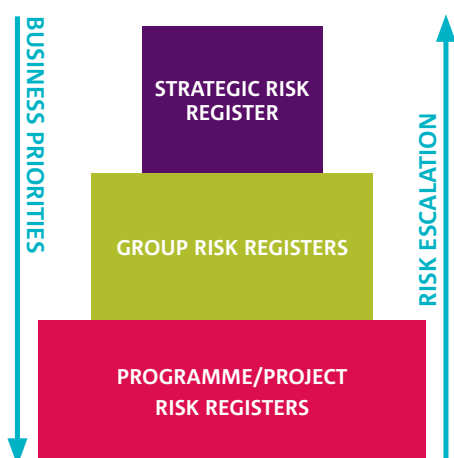 BUSINESS PRIORITIES
STRATEGIC RISK
REGISTER
GROUP RISK REGISTERS
PROGRAMME/PROJECT
RISK REGISTERS
RISK ESCALATION